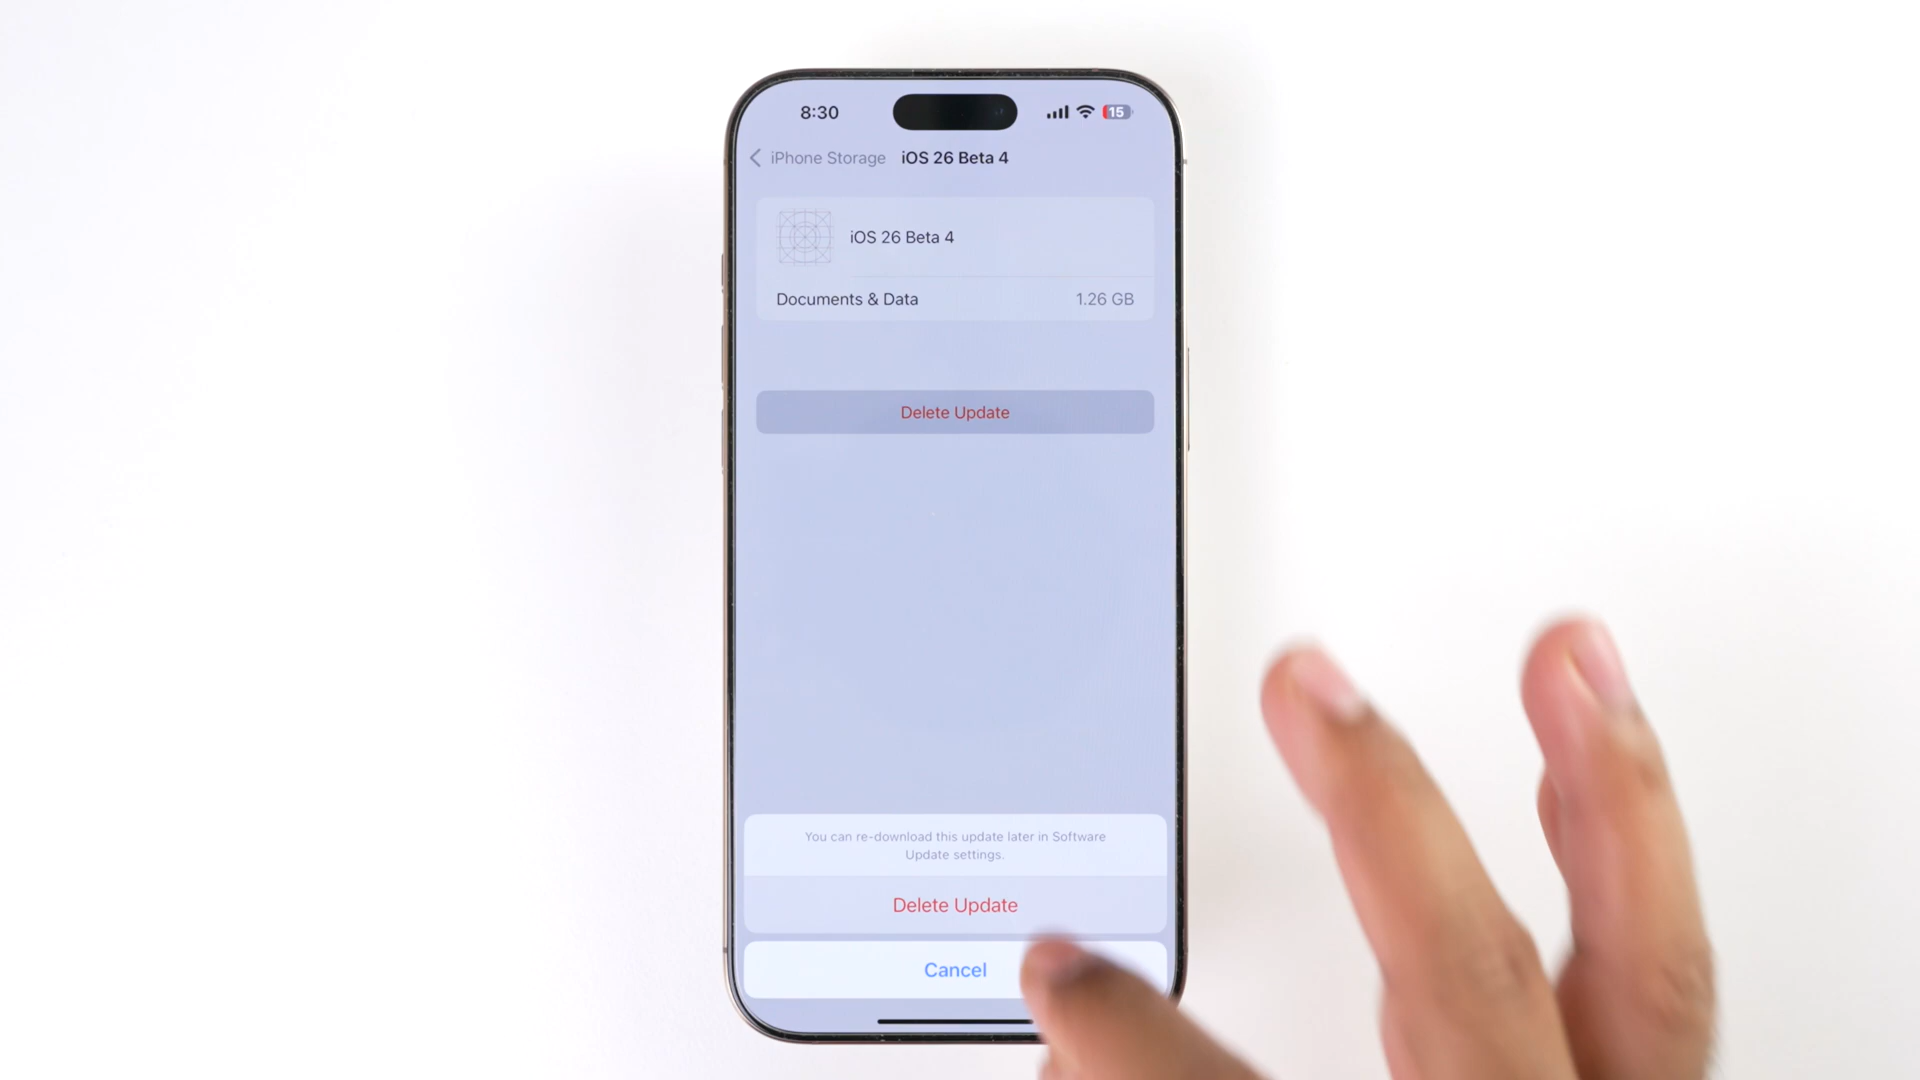 8:30
15
iPhone Storage iOS 26 Beta 4
iOS 26 Beta 4
Documents & Data 1.26 GB
Delete Update
You can re-download this update later in Software
Update settings.
Delete Update
Cancel